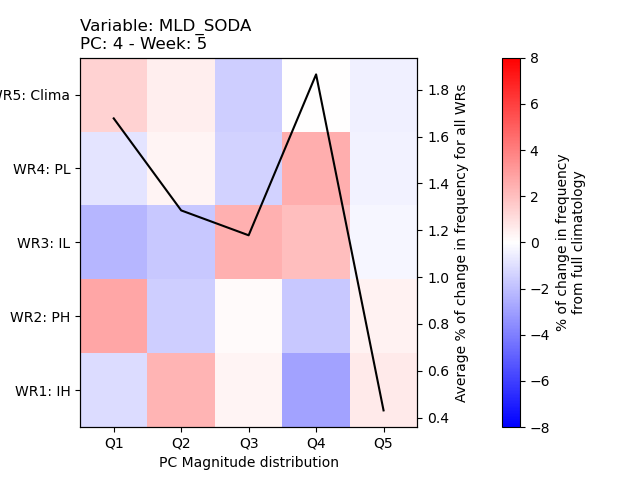 Variable: MLD_SODA
PC: 4 - Week: 5
WR5: Clima
WR4: PL
WR3: IL
WR2: PH
WR1: IH
Q1 Q2 Q3 Q4 Q5
PC Magnitude distribution
1.8
1.6
1.4
1.2
1.0
0.8
0.6
0.4
Average % of change in frequency for all WRs
8
6
4
2
0
−2
−4
−6
−8
% of change in frequency
from full climatology